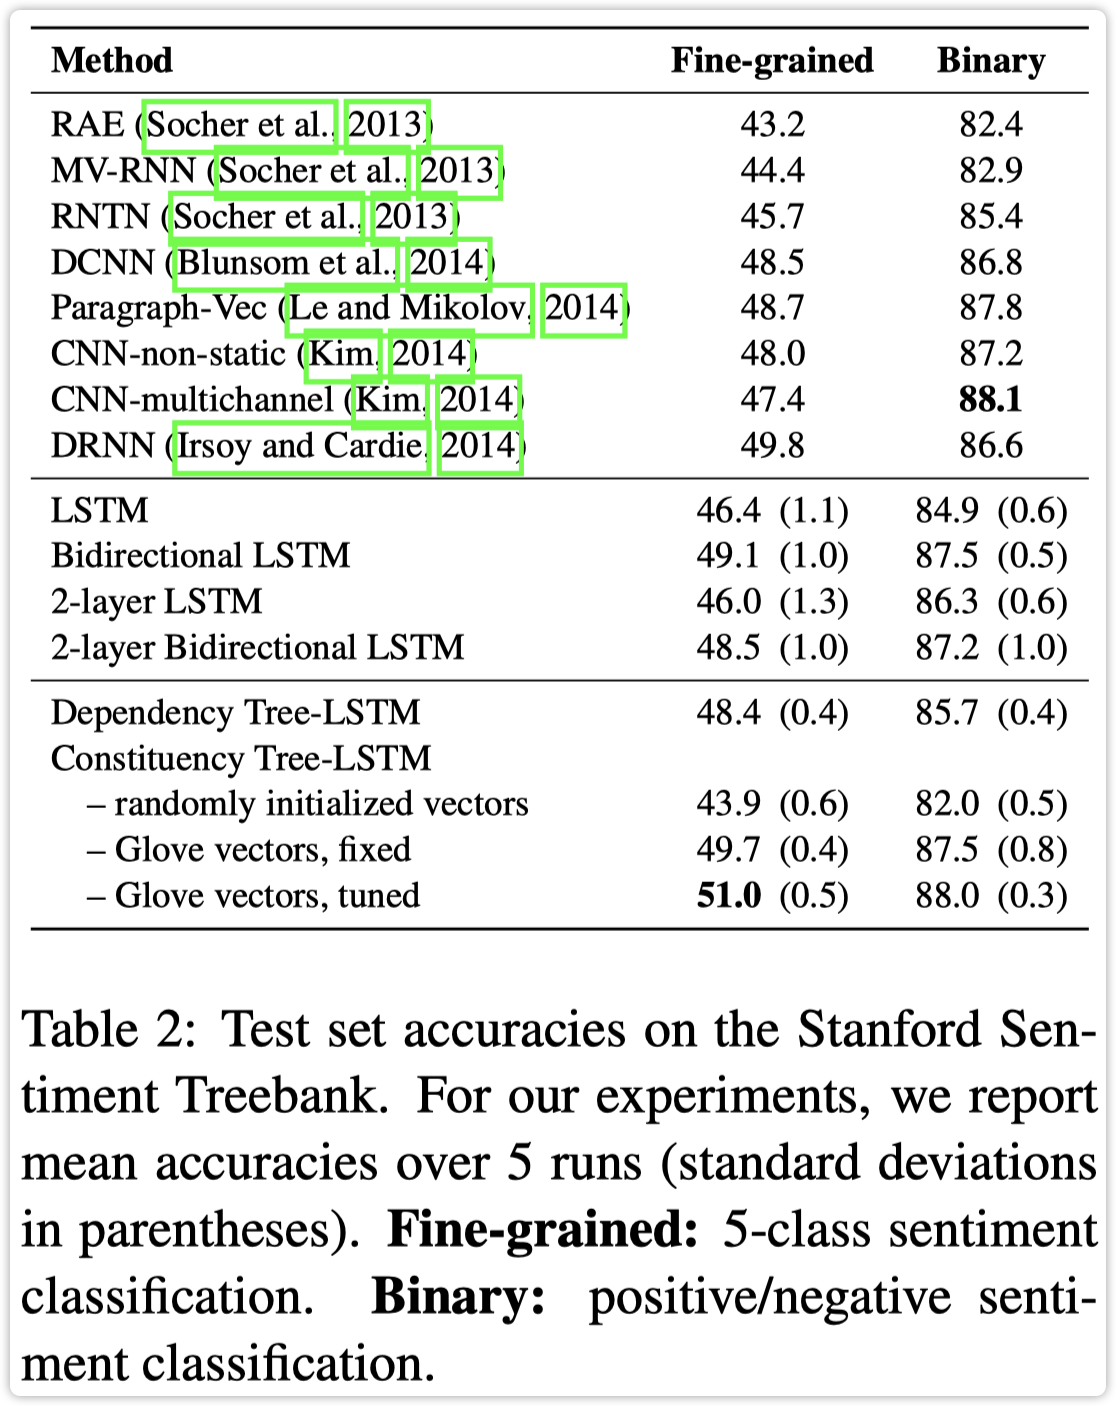 Method Fine-grained Binary
RAE (Socher et al., 2013) 43.2 82.4
MV-RNN (Socher et al., 2013) 44.4 82.9
RNTN (Socher et al., 2013) 45.7 85.4
DCNN (Blunsom et al., 2014) 48.5 86.8
Paragraph-Vec (Le and Mikolov, 2014) 48.7 87.8
CNN-non-static (Kim, 2014) 48.0 87.2
CNN-multichannel (Kim, 2014) 47.4 88.1
DRNN (Irsoy and Cardie, 2014) 49.8 86.6
LSTM 46.4 (1.1) 84.9 (0.6)
Bidirectional LSTM 49.1 (1.0) 87.5 (0.5)
2-layer LSTM 46.0 (1.3) 86.3 (0.6)
2-layer Bidirectional LSTM 48.5 (1.0) 87.2 (1.0)
Dependency Tree-LSTM 48.4 (0.4) 85.7 (0.4)
Constituency Tree-LSTM
– randomly initialized vectors 43.9 (0.6) 82.0 (0.5)
– Glove vectors, fixed 49.7 (0.4) 87.5 (0.8)
– Glove vectors, tuned 51.0 (0.5) 88.0 (0.3)
Table 2: Test set accuracies on the Stanford Sen-
timent Treebank. For our experiments, we report
mean accuracies over 5 runs (standard deviations
in parentheses). Fine-grained: 5-class sentiment
classification. Binary: positive/negative senti-
ment classification.